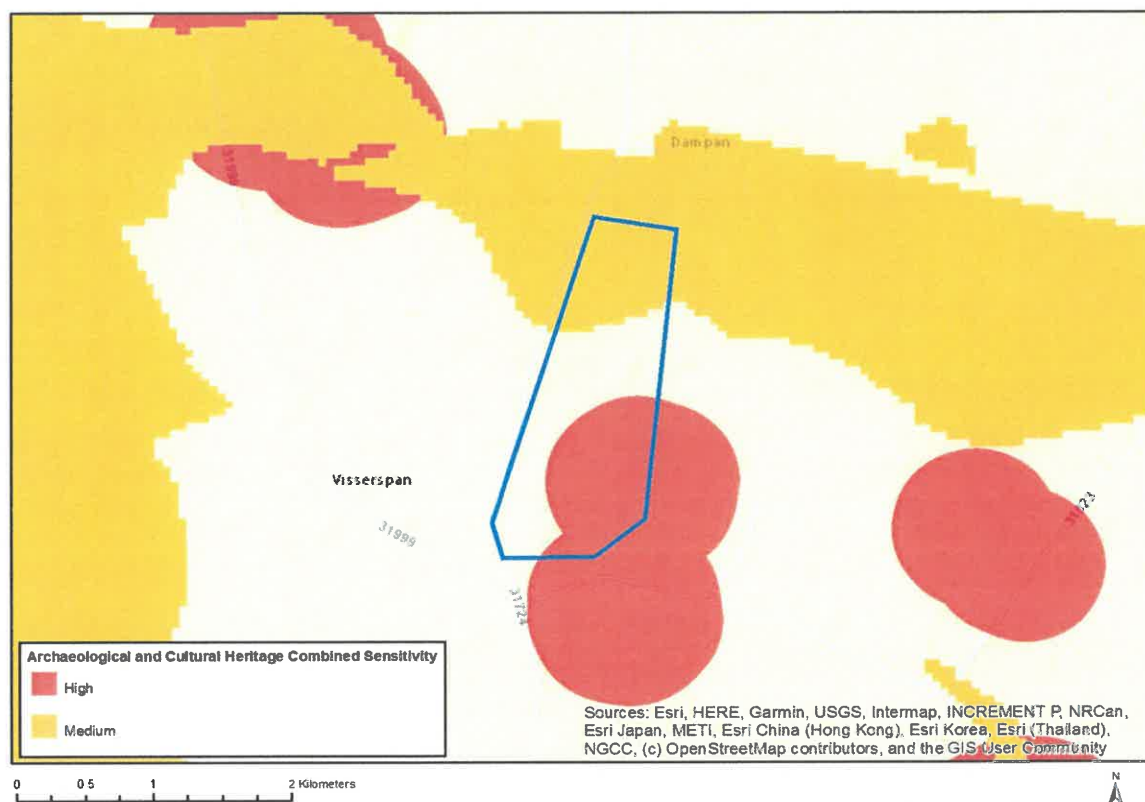 31999
Dampan
Visserspan
31999
31723
31724
Archaeological and Cultural Heritage Combined Sensitivity
High
Medium
Sources: Esri, HERE, Garmin, USGS, Intermap, INCREMENT P, NRCan,
Esri Japan, METI, Esri China (Hong Kong), Esri Korea, Esri (Thailand),
NGCC, (c) OpenStreetMap contributors, and the GIS User Community
0 0.5 1 2 Kilometers
N